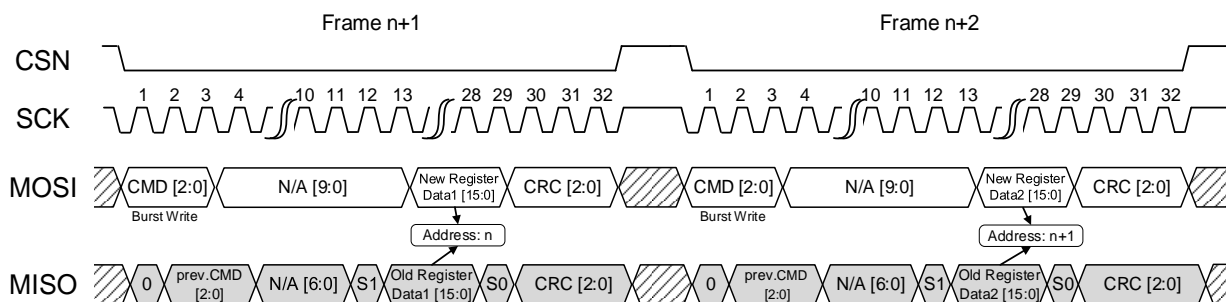 Frame n+1 Frame n+2
CSN
1 2 3 4 10 11 12 13 28 29 30 31 32 1 2 3 4 10 11 12 13 28 29 30 31 32
SCK
MOSI CMD [2:0] N/A [9:0] New Register CRC [2:0] CMD [2:0] N/A [9:0] New Register CRC [2:0]
Data1 [15:0] Data2 [15:0]
Burst Write Burst Write
Address: n Address: n+1
MISO 0 prev.CMD N/A [6:0] S1 Old Register S0 CRC [2:0] 0 prev.CMD N/A [6:0] S1 Old Register S0 CRC [2:0]
[2:0] Data1 [15:0] [2:0] Data2 [15:0]